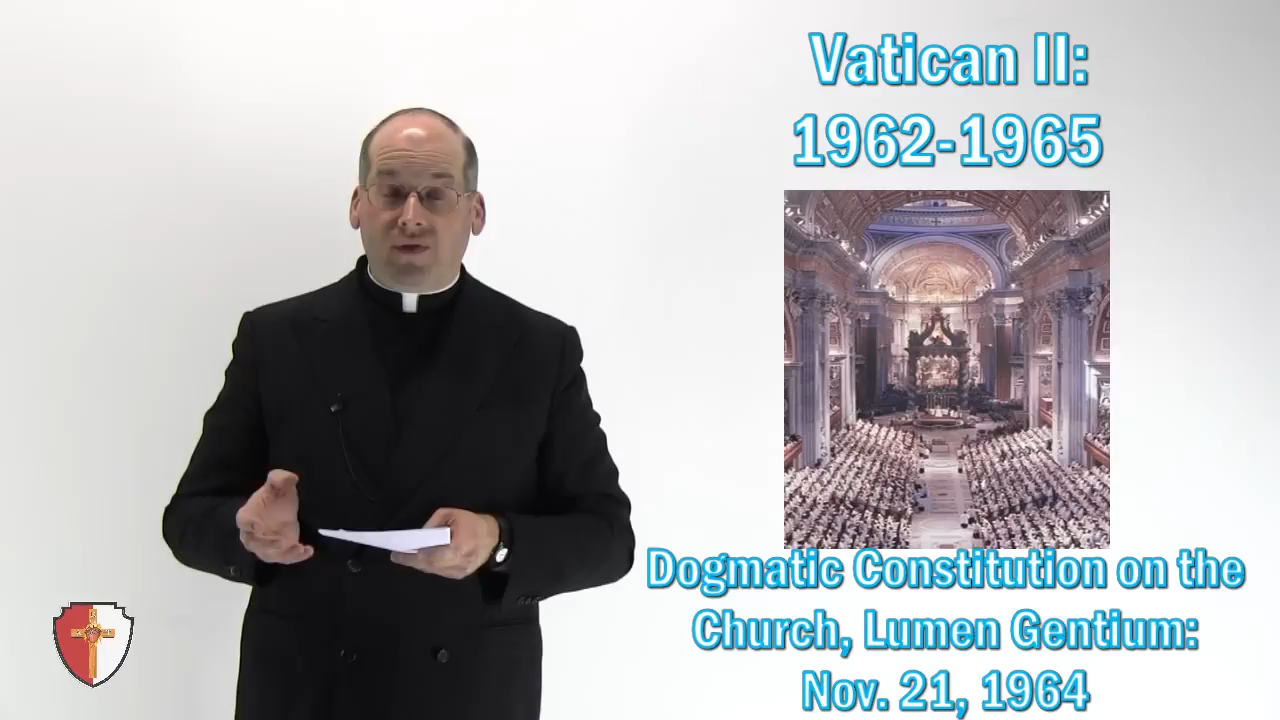 Vatican II:
1962-1965
Dogmatic Constitution on the
Church, Lumen Gentium:
Nov. 21, 1964